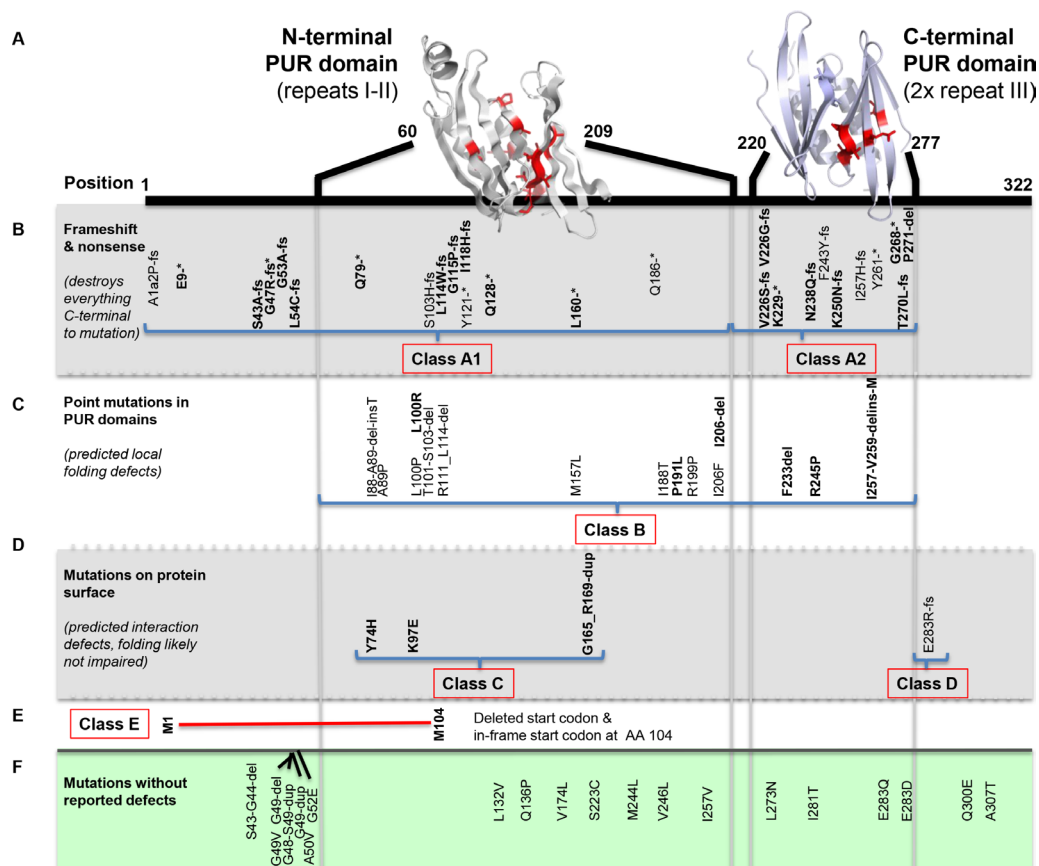 A
N-terminal
PUR domain
(repeats I-II)
C-terminal
PUR domain
(2x repeat III)
60
209
220
277
Position 1
322
B
Frameshift
& nonsense
(destroys
everything
C-terminal
to mutation)
A1a2P-fs
E9-*
S43A-fs
G47R-fs*
G53A-fs
L54C-fs
Q79-*
S103H-fs
L114W-fs
G115P-fs
Y121-*
I118H-fs
Q128-*
L160-*
Q186-*
V226S-fs
V226G-fs
K229-*
N238Q-fs
F243Y-fs
K250N-fs
I257H-fs
Y261-*
G268-*
T270L-fs
P271-del
Class A1
Class A2
C
Point mutations in
PUR domains
(predicted local
folding defects)
I88-A89-del-insT
A89P
L100P
L100R
T101-S103-del
R111_L114-del
M157L
I188T
P191L
R199P
I206F
I206-del
F233del
R245P
I257-V259-delins-M
Class B
D
Mutations on protein
surface
(predicted interaction
defects, folding likely
not impaired)
Y74H
K97E
G165_R169-dup
E283R-fs
Class C
Class D
E
Class E
M1
M104
Deleted start codon &
in-frame start codon at AA 104
F
Mutations without
reported defects
S43-G44-del
G49V
G49-del
G48-S49-dup
G49-dup
A50V
G52E
L132V
Q136P
V174L
S223C
M244L
V246L
I257V
L273N
I281T
E283Q
E283D
Q300E
A307T